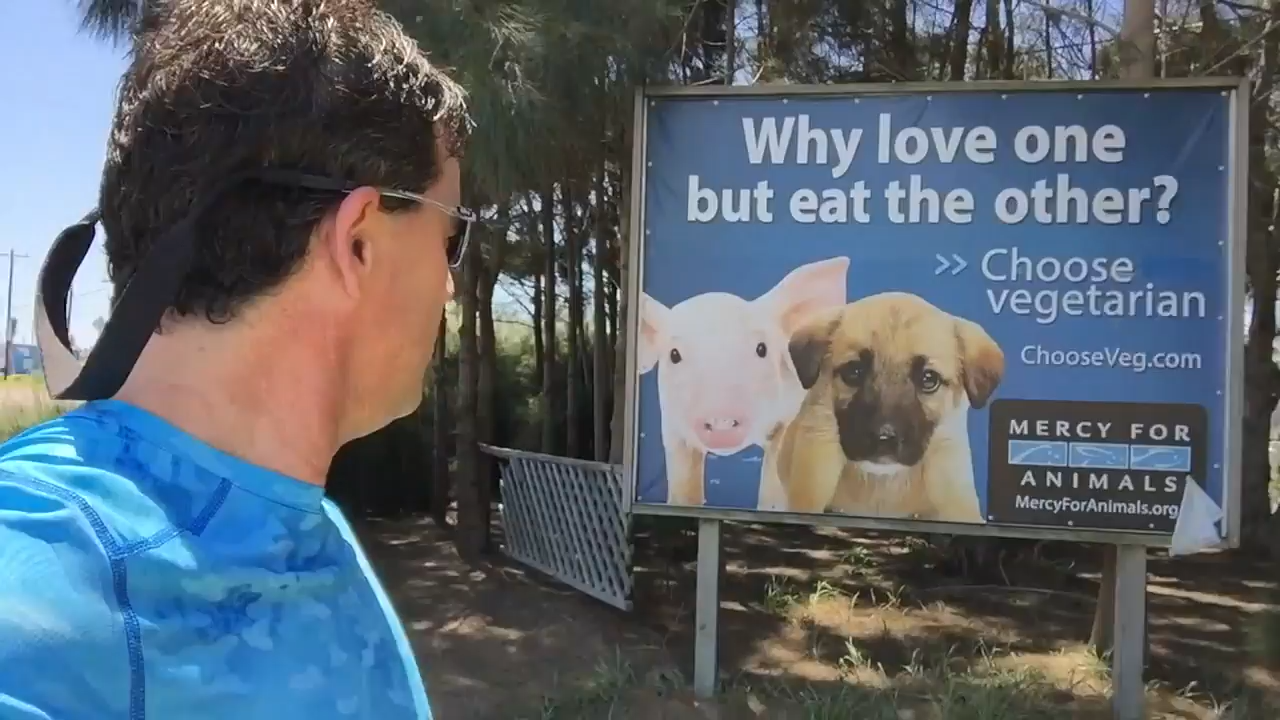 Why love one
but eat the other?
>> Choose
vegetarian
ChooseVeg.com
MERCY FOR
ANIMALS
MercyForAnimals.org